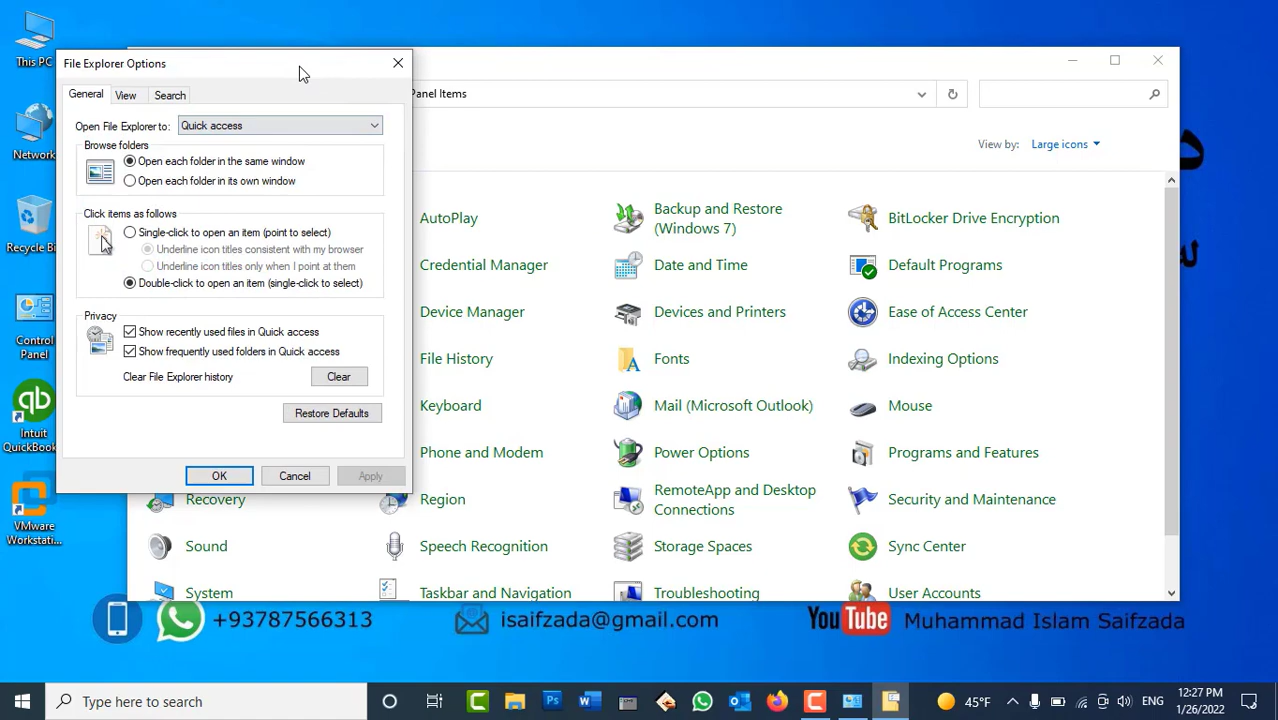 This PC
Network
Recycle Bi
Control
Panel
Intuit
QuickBook
VMware
Workstati...
File Explorer Options
General
View
Search
Open File Explorer to:
Quick access
Browse folders
Open each folder in the same window
Open each folder in its own window
Click items as follows
Single-click to open an item (point to select)
Underline icon titles consistent with my browser
Underline icon titles only when I point at them
Double-click to open an item (single-click to select)
Privacy
Show recently used files in Quick access
Show frequently used folders in Quick access
Clear File Explorer history
Clear
Restore Defaults
OK
Cancel
Apply
Panel Items
View by:
Large icons
AutoPlay
Backup and Restore
(Windows 7)
BitLocker Drive Encryption
Credential Manager
Date and Time
Default Programs
Device Manager
Devices and Printers
Ease of Access Center
File History
Fonts
Indexing Options
Keyboard
Mail (Microsoft Outlook)
Mouse
Phone and Modem
Power Options
Programs and Features
Recovery
Region
RemoteApp and Desktop
Connections
Security and Maintenance
Sound
Speech Recognition
Storage Spaces
Sync Center
System
Taskbar and Navigation
Troubleshooting
User Accounts
+93787566313
isaifzada@gmail.com
YouTube
Muhammad Islam Saifzada
Type here to search
45°F
ENG
12:27 PM
1/26/2022